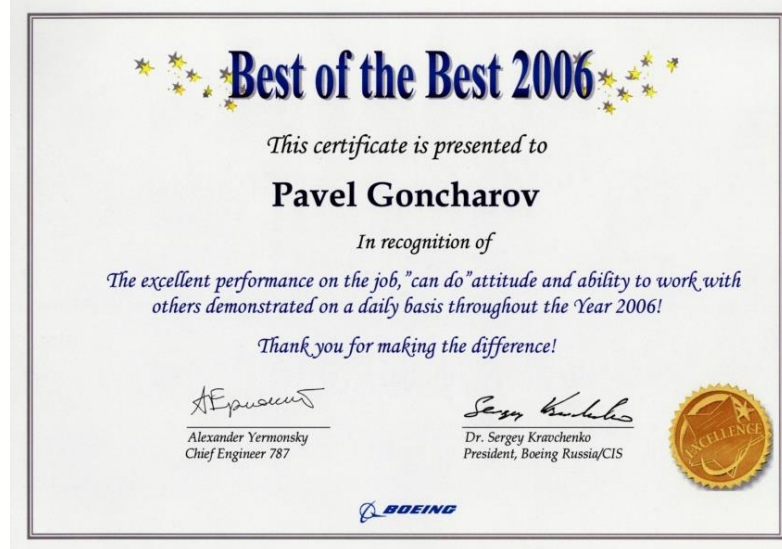 Best of the Best 2006
This certificate is presented to
Pavel Goncharov
In recognition of
The excellent performance on the job,"can do"attitude and ability to work with
others demonstrated on a daily basis throughout the Year 2006!
Thank you for making the difference!
Alexander Yermonsky
Chief Engineer 787
Dr. Sergey Kravchenko
President, Boeing Russia/CIS
EXCELLENCE
BOEING